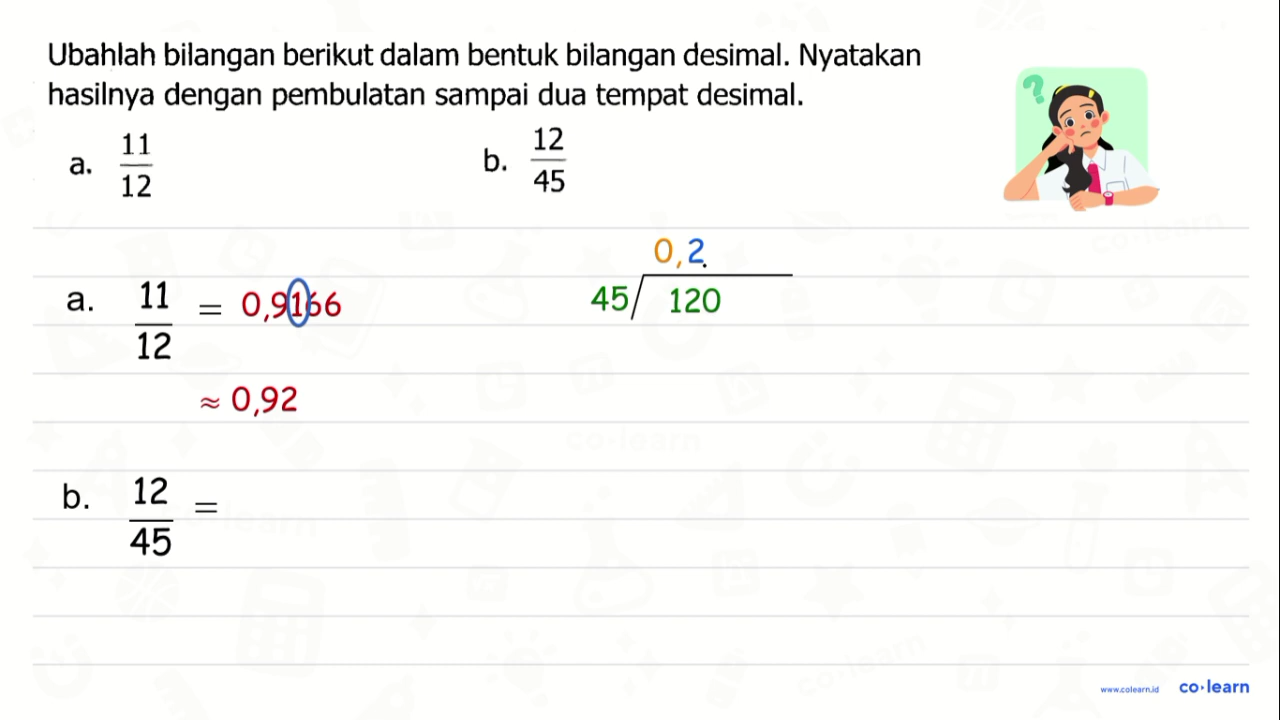 Ubahlah bilangan berikut dalam bentuk bilangan desimal. Nyatakan
hasilnya dengan pembulatan sampai dua tempat desimal.
a. 11/12
b. 12/45
?
0,2
45 120
a. 11/12 = 0,9166
≈ 0,92
b. 12/45 =
www.colearn.id co·learn